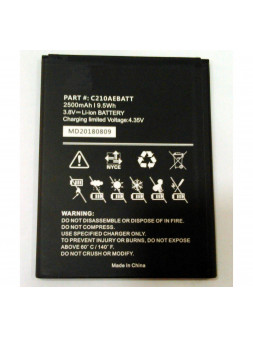 PART #: C210AEBATT
2500mAh / 9.5Wh
3.8V⎓Li-ion BATTERY
Charging limited Voltage:4.35V
MD20180809
NYCE
WARNING:
DO NOT DISASSEMBLE OR DISPOSE OF IN FIRE.
DO NOT SHORT CIRCUIT.
USE SPECIFIED CHARGER ONLY.
TO PREVENT INJURY OR BURNS DO NOT EXPOSE
ABOVE 60° C / 140° F.
DO NOT CRUSH OR MODIFY.
Made In China